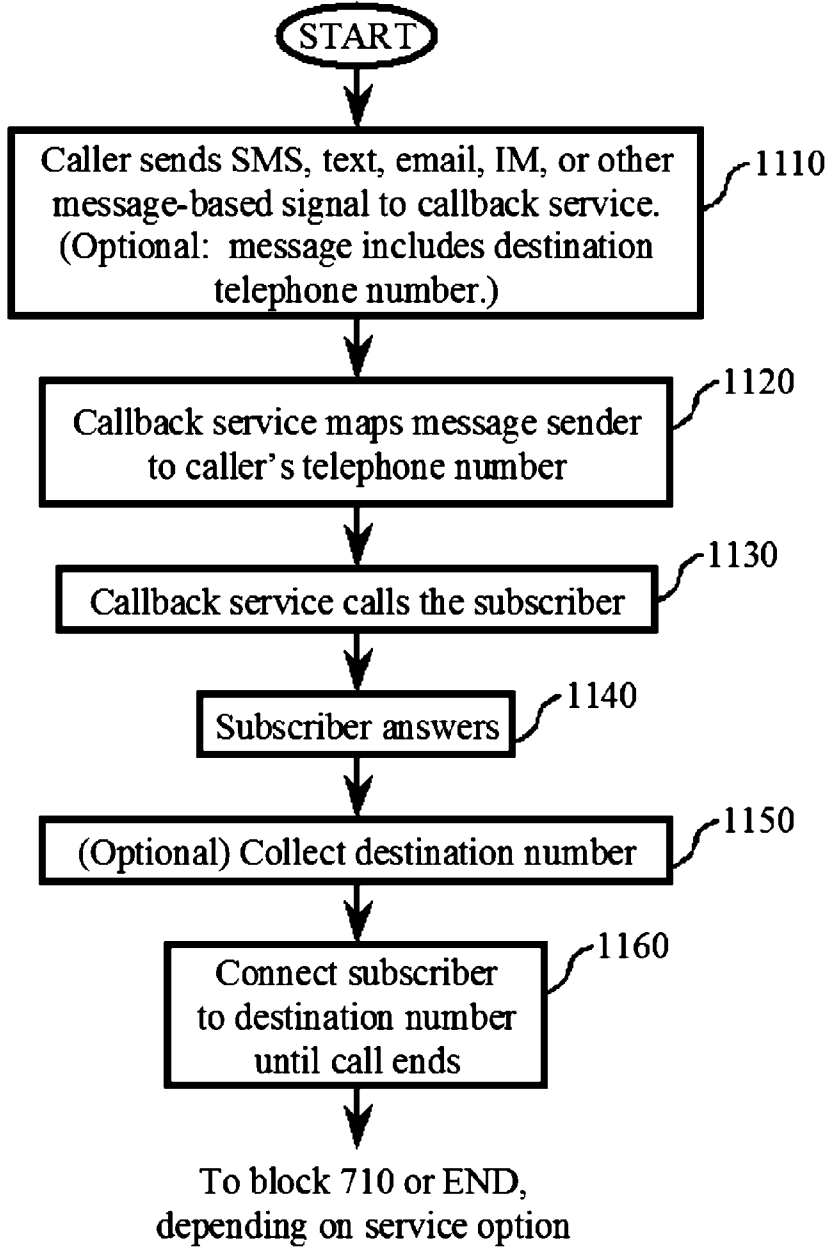 START
Caller sends SMS, text, email, IM, or other
message-based signal to callback service.
(Optional: message includes destination
telephone number.)
1110
Callback service maps message sender
to caller's telephone number
1120
Callback service calls the subscriber
1130
Subscriber answers
1140
(Optional) Collect destination number
1150
Connect subscriber
to destination number
until call ends
1160
To block 710 or END,
depending on service option